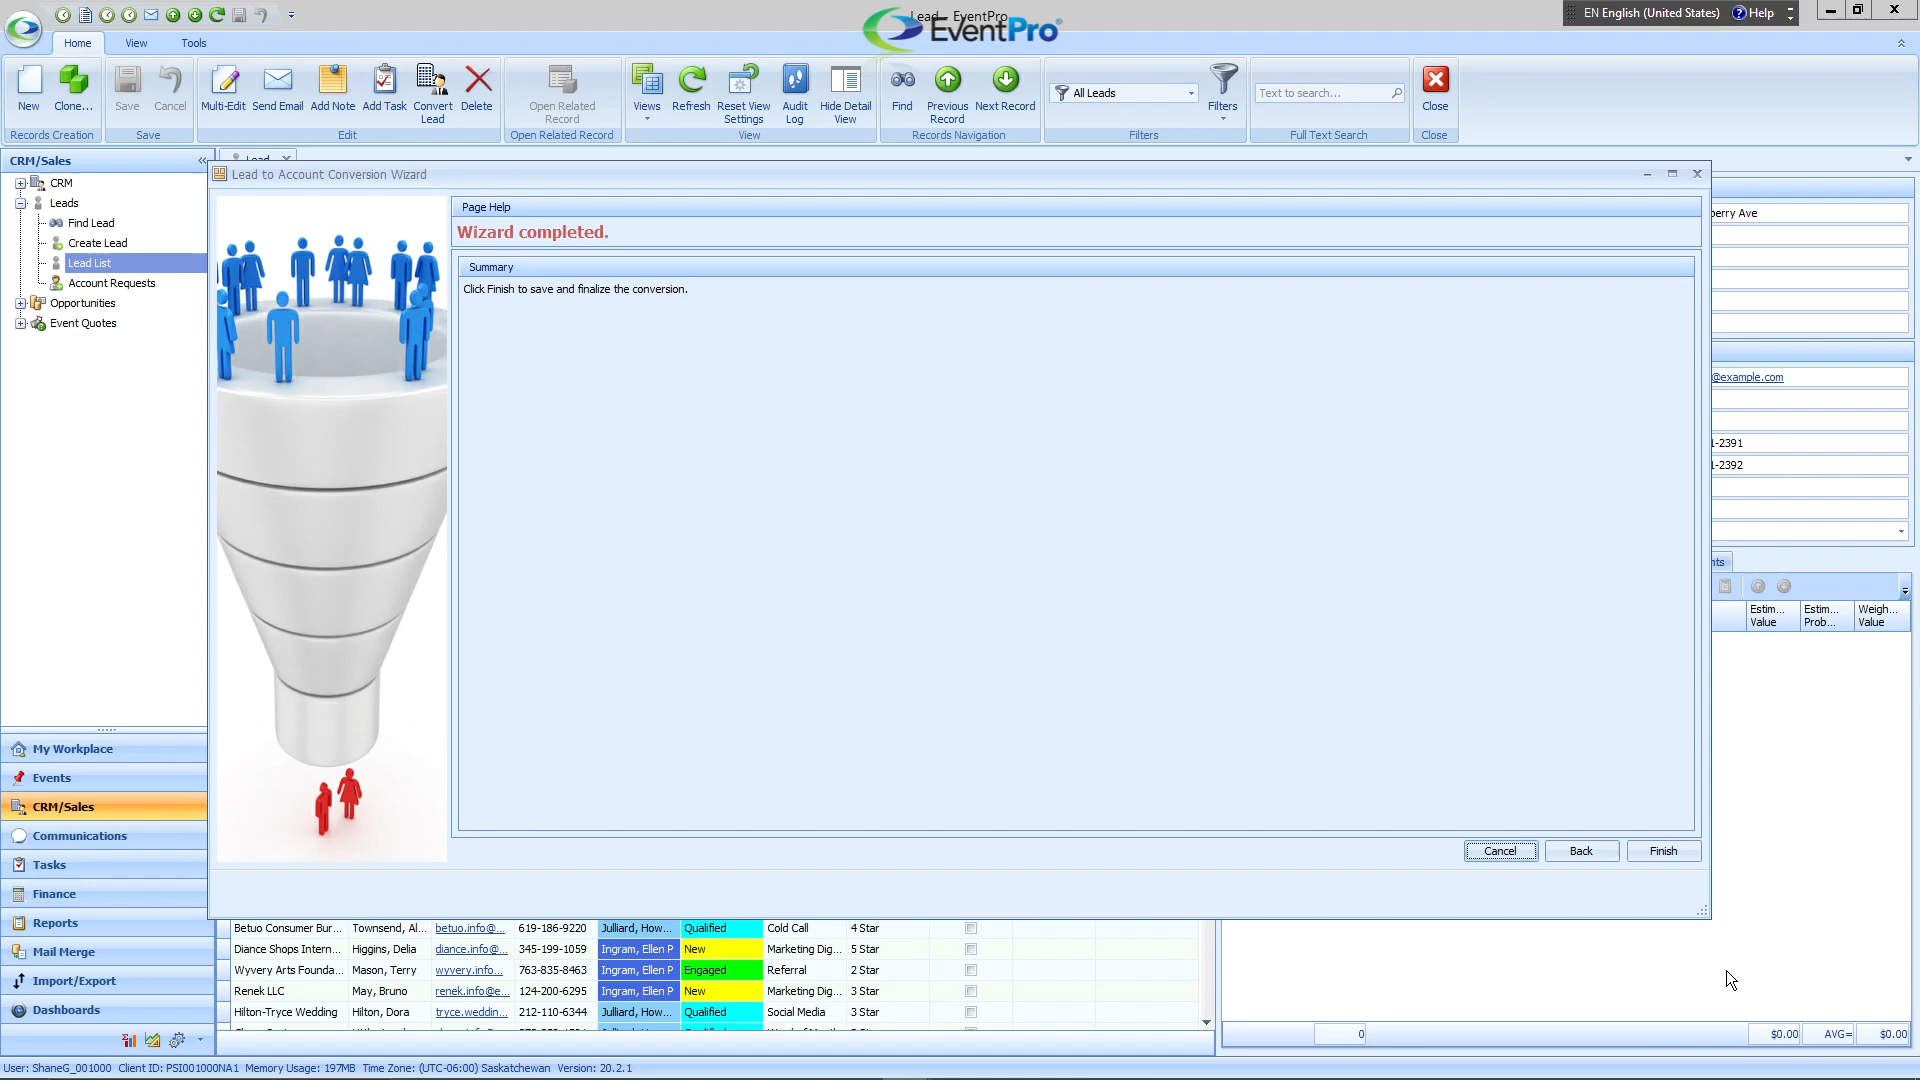 Lead - EventPro
EventPro
EN English (United States) Help
Home View Tools
New Clone... Save Cancel Multi-Edit Send Email Add Note Add Task Convert Lead Delete Open Related Record Views Refresh Reset View Settings Audit Log Hide Detail View Find Previous Record Next Record All Leads Filters Text to search... Close
Records Creation Save Edit Open Related Record View Records Navigation Filters Full Text Search Close
CRM/Sales
Lead
CRM
Leads
Find Lead
Create Lead
Lead List
Account Requests
Opportunities
Event Quotes
My Workplace
Events
CRM/Sales
Communications
Tasks
Finance
Reports
Mail Merge
Import/Export
Dashboards
Lead to Account Conversion Wizard
Page Help
Wizard completed.
Summary
Click Finish to save and finalize the conversion.
Cancel Back Finish
perry Ave
@example.com
1-2391
1-2392
nts
Estim... Value Estim... Prob... Weigh... Value
Betuo Consumer Bur... Townsend, Al... betuo.info@... 619-186-9220 Julliard, How... Qualified Cold Call 4 Star
Diance Shops Intern... Higgins, Delia diance.info@... 345-199-1059 Ingram, Ellen P New Marketing Dig... 5 Star
Wyvery Arts Founda... Mason, Terry wyvery.info... 763-835-8463 Ingram, Ellen P Engaged Referral 2 Star
Renek LLC May, Bruno renek.info@e... 124-200-6295 Ingram, Ellen P New Marketing Dig... 3 Star
Hilton-Tryce Wedding Hilton, Dora tryce.weddin... 212-110-6344 Julliard, How... Qualified Social Media 3 Star
0 $0.00 AVG= $0.00
User: ShaneG_001000 Client ID: PSI001000NA1 Memory Usage: 197MB Time Zone: (UTC-06:00) Saskatchewan Version: 20.2.1